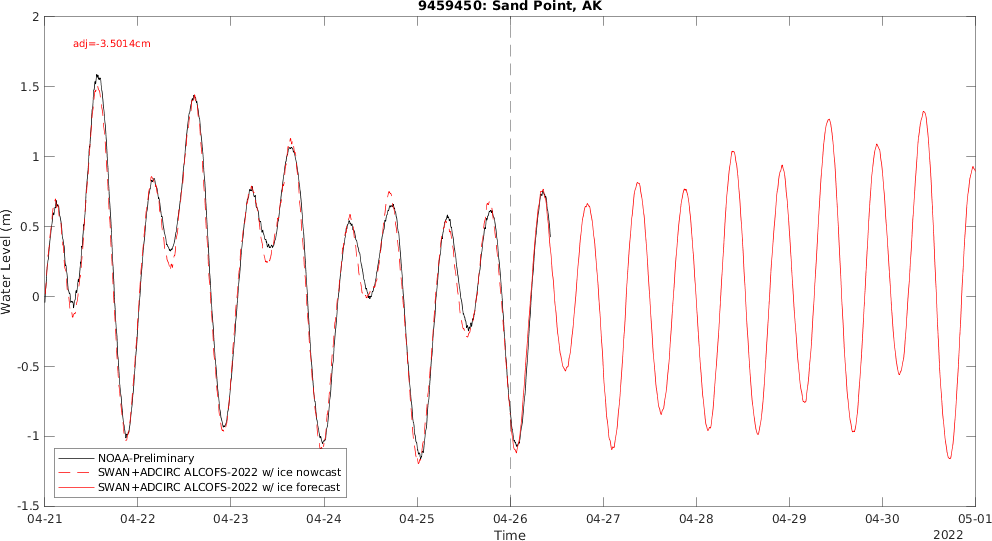 9459450: Sand Point, AK
adj=-3.5014cm
2
1.5
1
0.5
0
-0.5
-1
-1.5
Water Level (m)
NOAA-Preliminary
SWAN+ADCIRC ALCOFS-2022 w/ ice nowcast
SWAN+ADCIRC ALCOFS-2022 w/ ice forecast
04-21 04-22 04-23 04-24 04-25 04-26 04-27 04-28 04-29 04-30 05-01
Time
2022